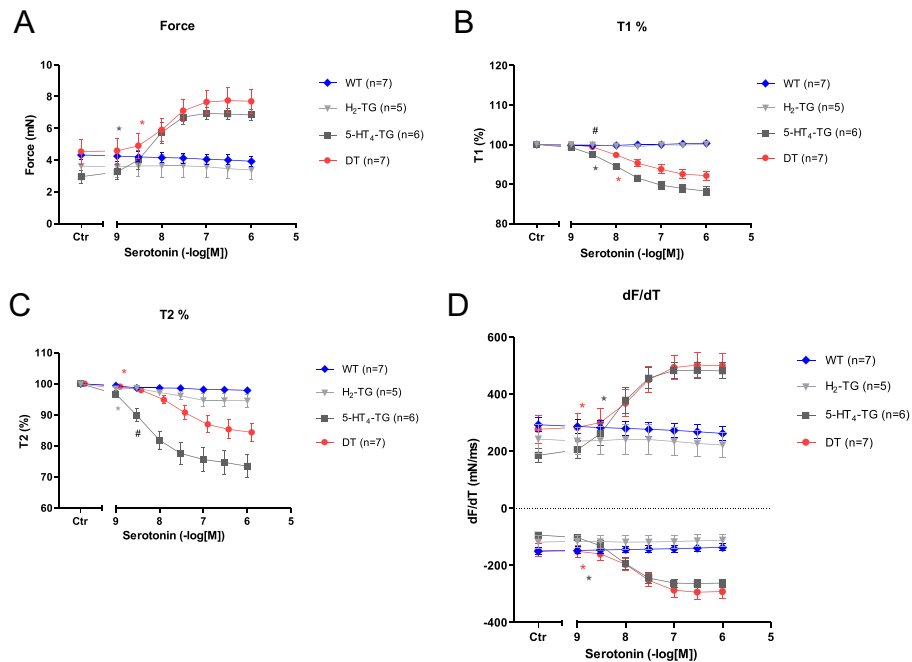 A
Force
Force (mN)
10
8
6
4
2
0
*
*
Ctr
9
8
7
6
5
Serotonin (-log[M])
WT (n=7)
H₂-TG (n=5)
5-HT₄-TG (n=6)
DT (n=7)
B
T1 %
T1 (%)
120
110
100
90
80
#
*
*
Ctr
9
8
7
6
5
Serotonin (-log[M])
WT (n=7)
H₂-TG (n=5)
5-HT₄-TG (n=6)
DT (n=7)
C
T2 %
T2 (%)
110
100
90
80
70
60
*
*
#
Ctr
9
8
7
6
5
Serotonin (-log[M])
WT (n=7)
H₂-TG (n=5)
5-HT₄-TG (n=6)
DT (n=7)
D
dF/dT
dF/dT (mN/ms)
600
400
200
0
-200
-400
*
*
*
*
Ctr
9
8
7
6
5
Serotonin (-log[M])
WT (n=7)
H₂-TG (n=5)
5-HT₄-TG (n=6)
DT (n=7)